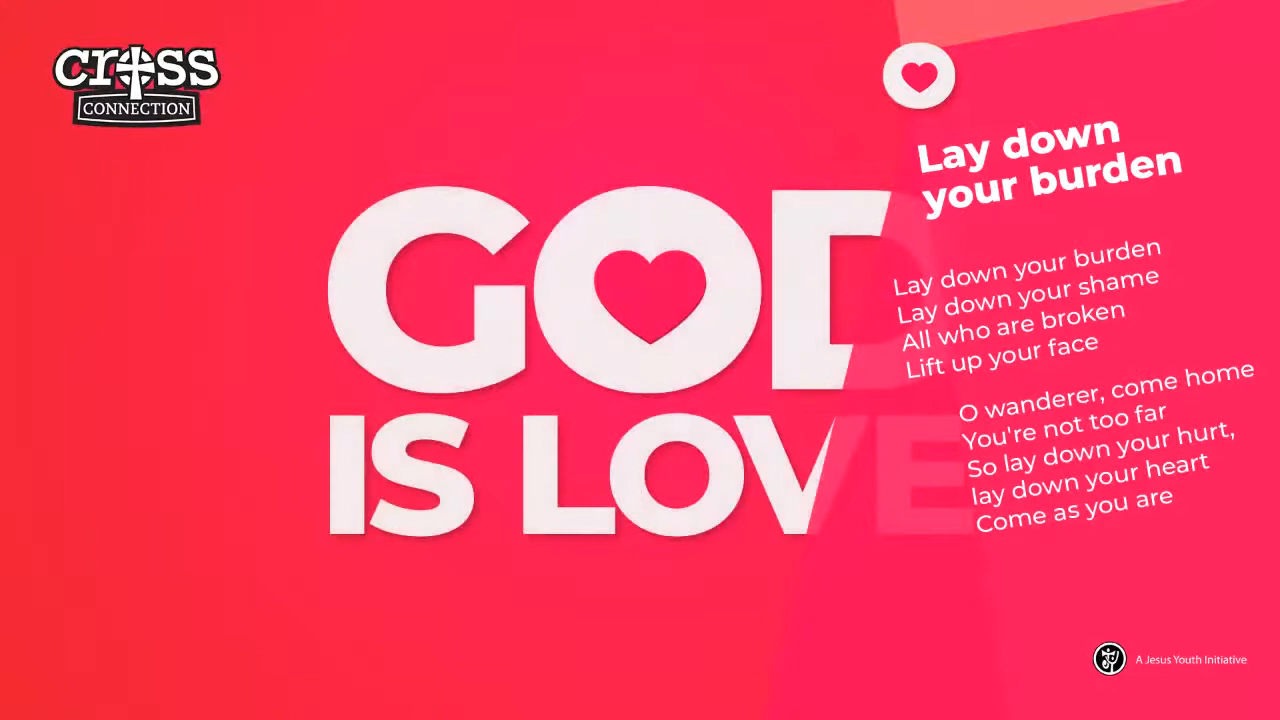 cross
CONNECTION
GOD
IS LOVE
Lay down
your burden
Lay down your burden
Lay down your shame
All who are broken
Lift up your face
O wanderer, come home
You're not too far
So lay down your hurt,
lay down your heart
Come as you are
A Jesus Youth Initiative